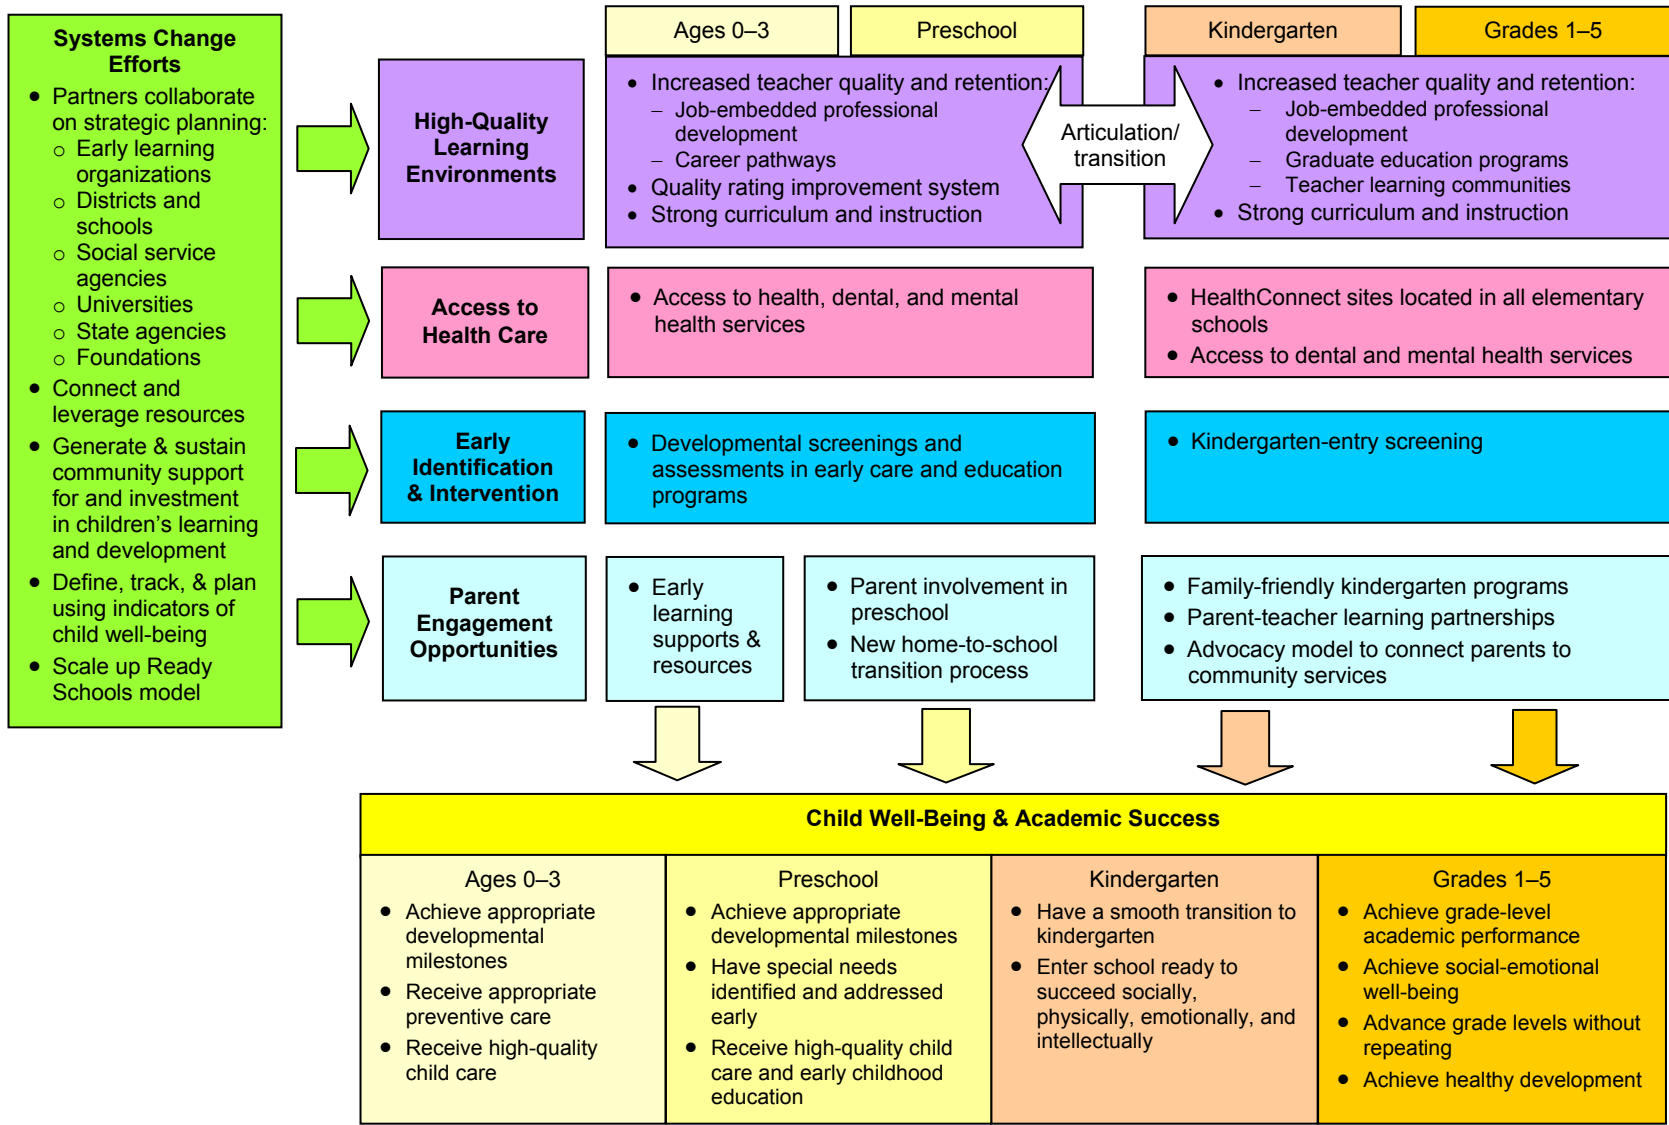 Systems Change
Efforts
• Partners collaborate
on strategic planning:
o Early learning
organizations
o Districts and
schools
o Social service
agencies
o Universities
o State agencies
o Foundations
• Connect and
leverage resources
• Generate & sustain
community support
for and investment
in children’s learning
and development
• Define, track, & plan
using indicators of
child well-being
• Scale up Ready
Schools model
Ages 0–3
Preschool
Kindergarten
Grades 1–5
High-Quality
Learning
Environments
• Increased teacher quality and retention:
– Job-embedded professional
development
– Career pathways
• Quality rating improvement system
• Strong curriculum and instruction
Articulation/
transition
• Increased teacher quality and retention:
– Job-embedded professional
development
– Graduate education programs
– Teacher learning communities
• Strong curriculum and instruction
Access to
Health Care
• Access to health, dental, and mental
health services
• HealthConnect sites located in all elementary
schools
• Access to dental and mental health services
Early
Identification
& Intervention
• Developmental screenings and
assessments in early care and education
programs
• Kindergarten-entry screening
Parent
Engagement
Opportunities
• Early
learning
supports &
resources
• Parent involvement in
preschool
• New home-to-school
transition process
• Family-friendly kindergarten programs
• Parent-teacher learning partnerships
• Advocacy model to connect parents to
community services
Child Well-Being & Academic Success
Ages 0–3
• Achieve appropriate
developmental
milestones
• Receive appropriate
preventive care
• Receive high-quality
child care
Preschool
• Achieve appropriate
developmental milestones
• Have special needs
identified and addressed
early
• Receive high-quality child
care and early childhood
education
Kindergarten
• Have a smooth transition to
kindergarten
• Enter school ready to
succeed socially,
physically, emotionally, and
intellectually
Grades 1–5
• Achieve grade-level
academic performance
• Achieve social-emotional
well-being
• Advance grade levels without
repeating
• Achieve healthy development